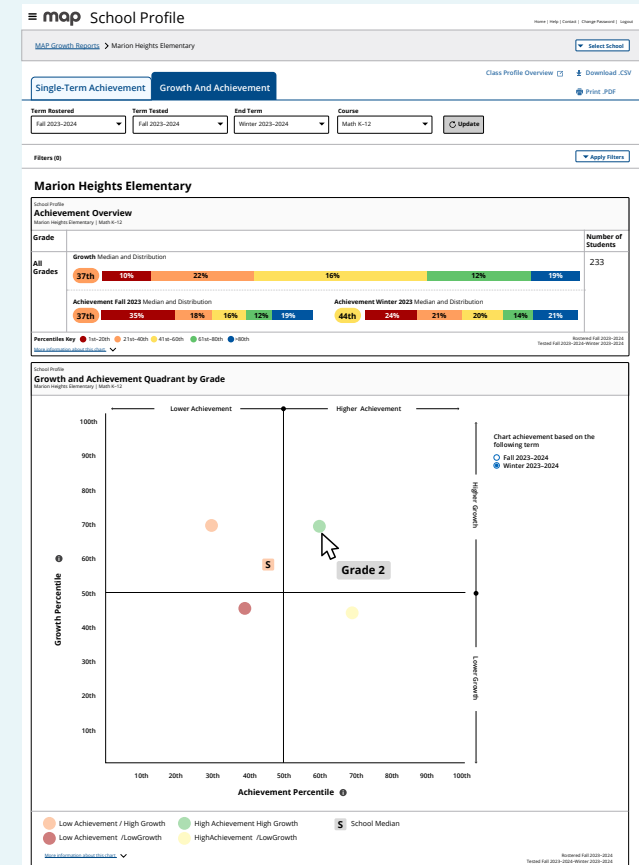 ≡ map School Profile
Home | Help | Contact | Change Password | Logout
MAP Growth Reports > Marion Heights Elementary
Select School
Class Profile Overview
Download .CSV
Print .PDF
Single-Term Achievement
Growth And Achievement
Term Rostered
Term Tested
End Term
Course
Fall 2023–2024
Fall 2023–2024
Winter 2023–2024
Math K–12
Update
Filters (0)
Apply Filters
Marion Heights Elementary
School Profile
Achievement Overview
Marion Heights Elementary | Math K–12
Grade
Number of Students
All Grades
Growth Median and Distribution
233
37th 10% 22% 16% 12% 19%
Achievement Fall 2023 Median and Distribution
37th 35% 18% 16% 12% 19%
Achievement Winter 2023 Median and Distribution
44th 24% 21% 20% 14% 21%
Percentiles Key 1st–20th 21st–40th 41st–60th 61st–80th >80th
More information about this chart
Rostered Fall 2023–2024
Tested Fall 2023–2024-Winter 2023–2024
School Profile
Growth and Achievement Quadrant by Grade
Marion Heights Elementary | Math K–12
Lower Achievement
Higher Achievement
Chart achievement based on the following term
Fall 2023–2024
Winter 2023–2024
100th
90th
80th
70th
60th
50th
40th
30th
20th
10th
Growth Percentile
S
Grade 2
Higher Growth
Lower Growth
10th 20th 30th 40th 50th 60th 70th 80th 90th 100th
Achievement Percentile
Low Achievement / High Growth
High Achievement High Growth
S School Median
Low Achievement /LowGrowth
HighAchievement /LowGrowth
More information about this chart
Rostered Fall 2023–2024
Tested Fall 2023–2024-Winter 2023–2024